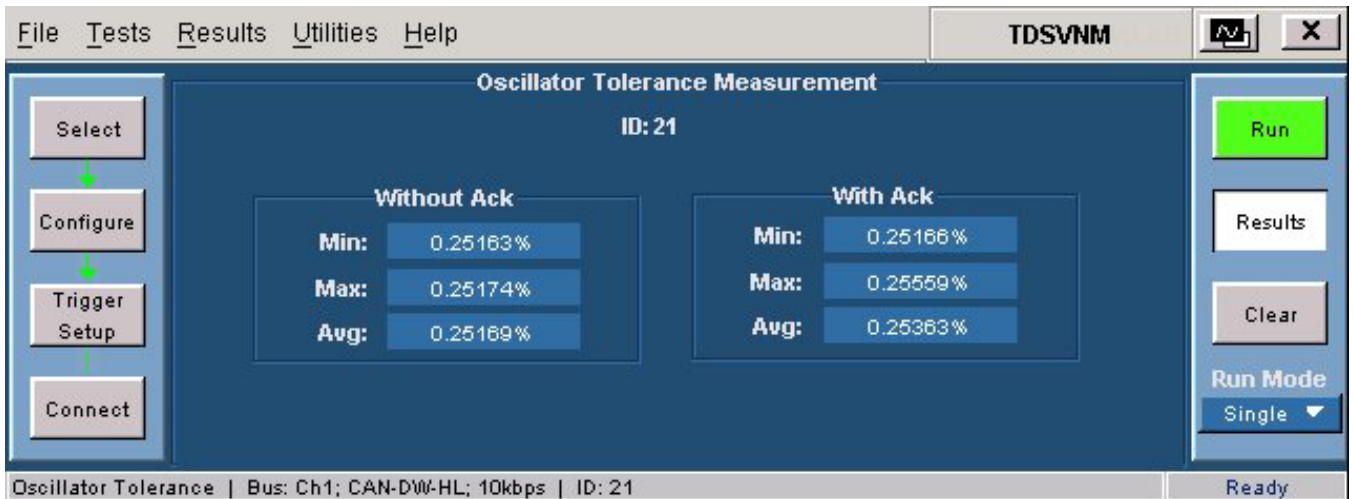 File Tests Results Utilities Help
TDSVNM
X
Oscillator Tolerance Measurement
ID: 21
Select
Configure
Trigger
Setup
Connect
Without Ack
Min: 0.25163%
Max: 0.25174%
Avg: 0.25169%
With Ack
Min: 0.25166%
Max: 0.25559%
Avg: 0.25363%
Run
Results
Clear
Run Mode
Single
Oscillator Tolerance | Bus: Ch1; CAN-DW-HL; 10kbps | ID: 21
Ready